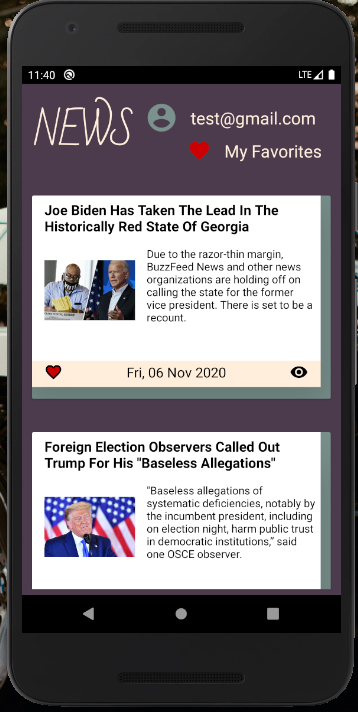 11:40 LTE
NEWS
test@gmail.com
My Favorites
Joe Biden Has Taken The Lead In The
Historically Red State Of Georgia
Due to the razor-thin margin,
BuzzFeed News and other news
organizations are holding off on
calling the state for the former
vice president. There is set to be a
recount.
Fri, 06 Nov 2020
Foreign Election Observers Called Out
Trump For His "Baseless Allegations"
“Baseless allegations of
systematic deficiencies, notably by
the incumbent president, including
on election night, harm public trust
in democratic institutions,” said
one OSCE observer.